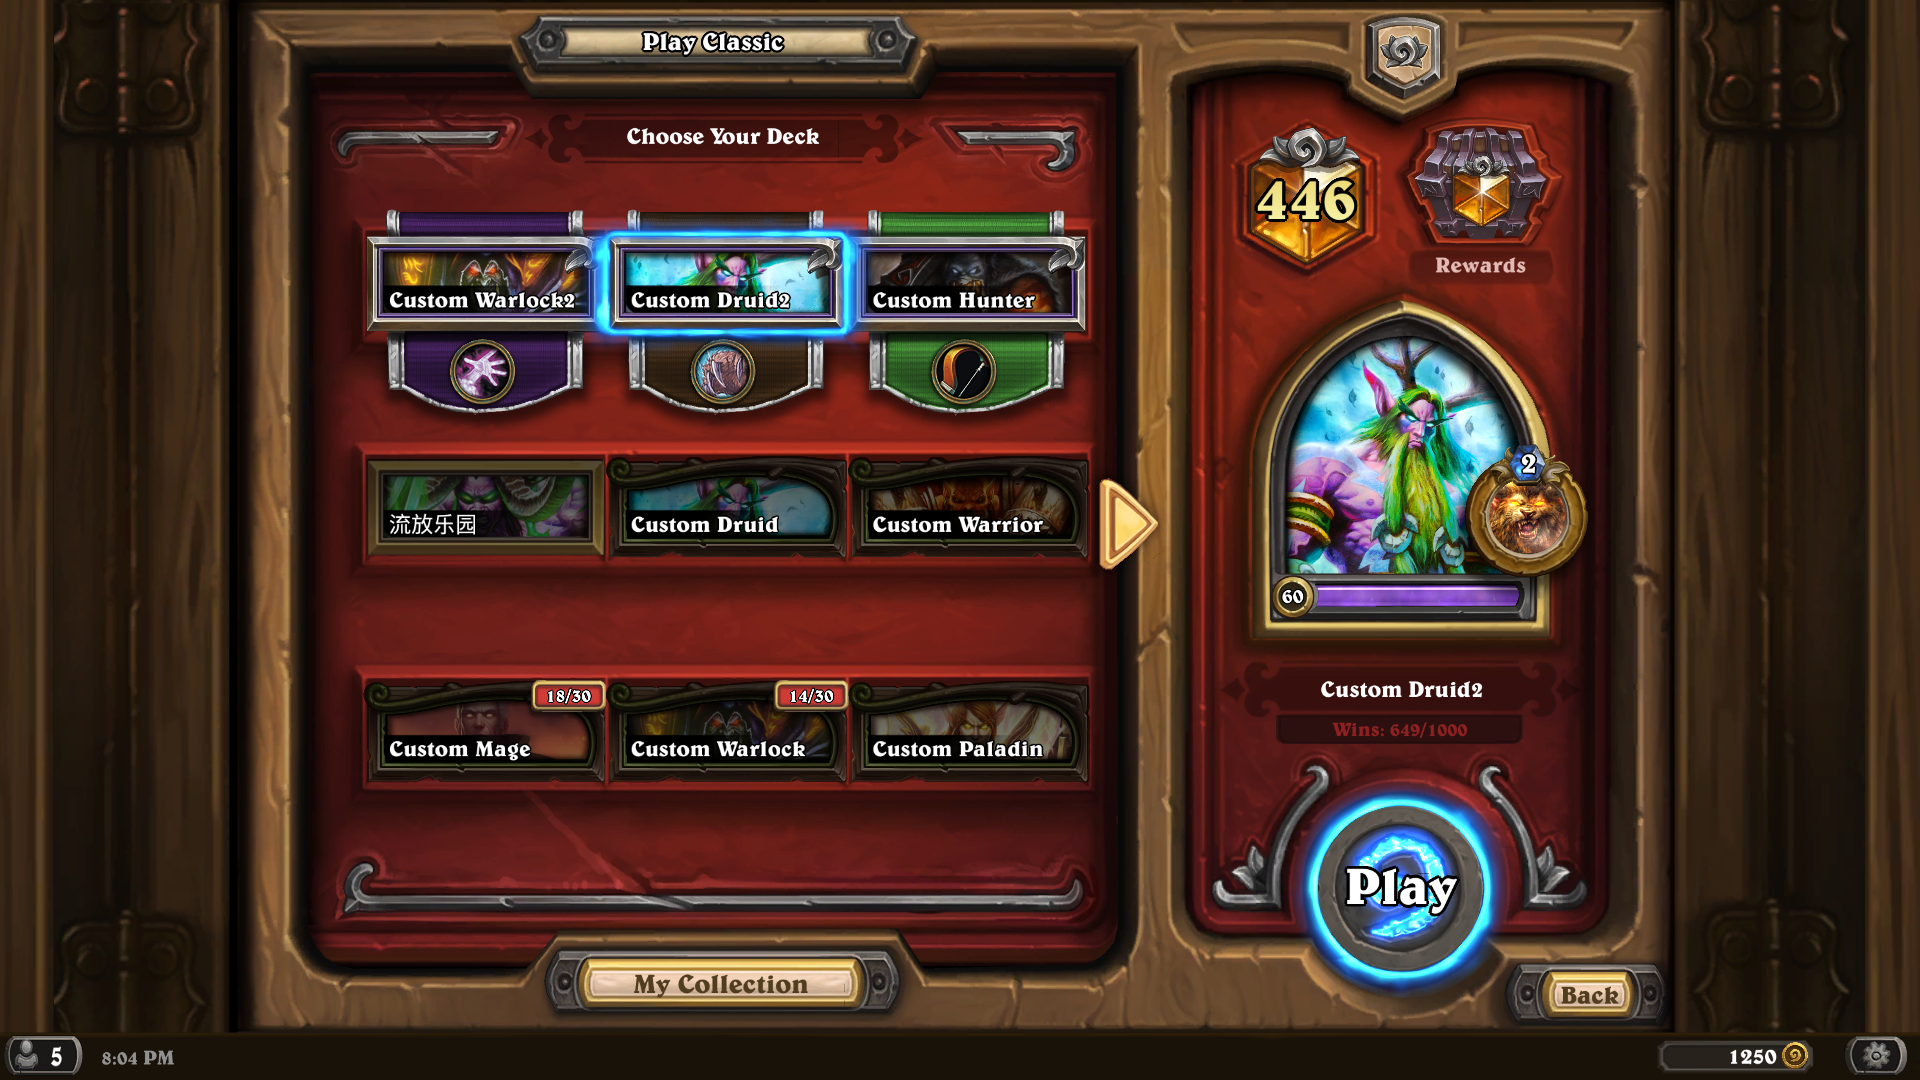 Play Classic
Choose Your Deck
446
Rewards
Custom Warlock2
Custom Druid2
Custom Hunter
2
流放乐园
Custom Druid
Custom Warrior
60
18/30
14/30
Custom Mage
Custom Warlock
Custom Paladin
Custom Druid2
Wins: 649/1000
Play
My Collection
Back
5
8:04 PM
1250